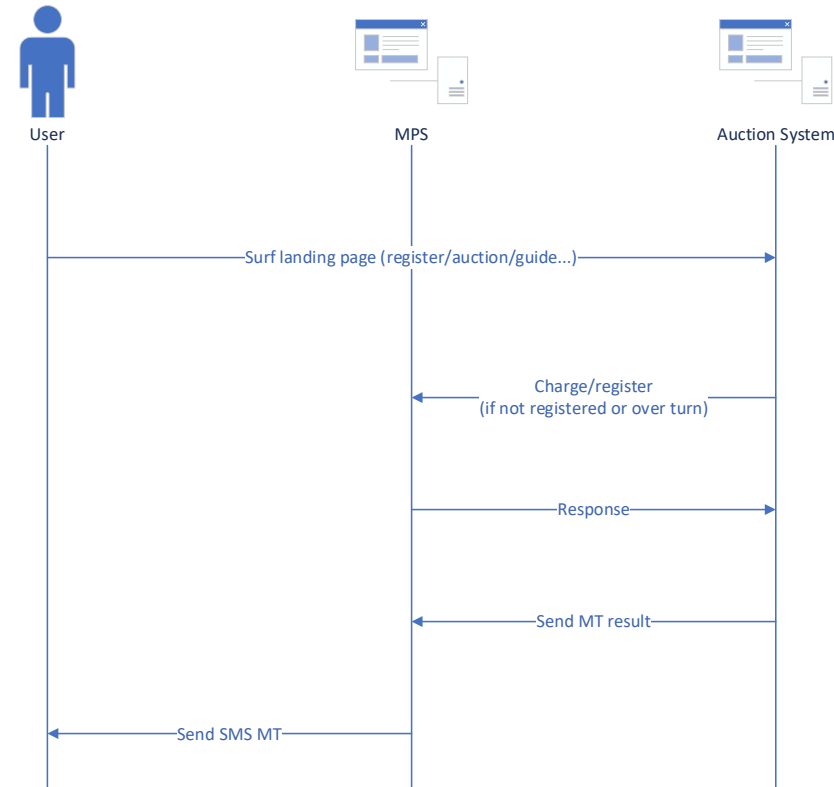 User
MPS
Auction System
Surf landing page (register/auction/guide...)
Charge/register
(if not registered or over turn)
Response
Send MT result
Send SMS MT